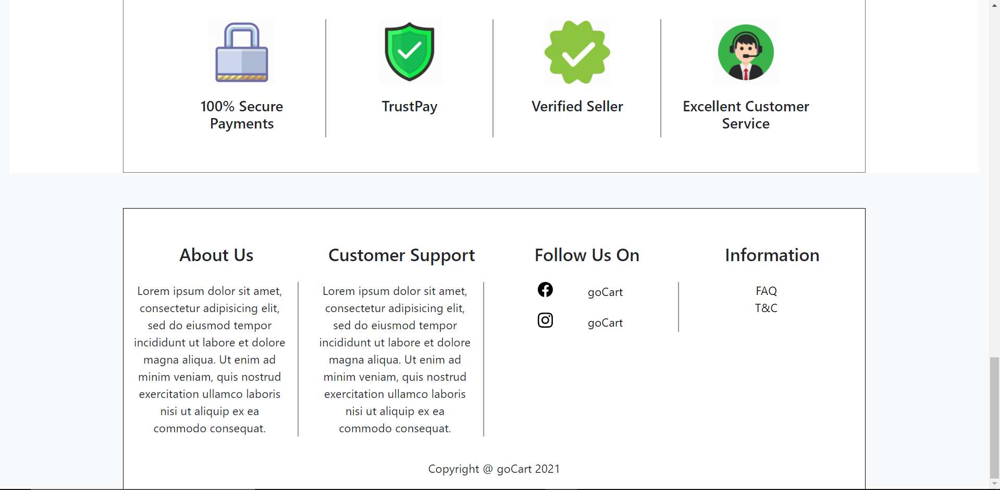 100% Secure
Payments
TrustPay
Verified Seller
Excellent Customer
Service
About Us
Lorem ipsum dolor sit amet,
consectetur adipisicing elit,
sed do eiusmod tempor
incididunt ut labore et dolore
magna aliqua. Ut enim ad
minim veniam, quis nostrud
exercitation ullamco laboris
nisi ut aliquip ex ea
commodo consequat.
Customer Support
Lorem ipsum dolor sit amet,
consectetur adipisicing elit,
sed do eiusmod tempor
incididunt ut labore et dolore
magna aliqua. Ut enim ad
minim veniam, quis nostrud
exercitation ullamco laboris
nisi ut aliquip ex ea
commodo consequat.
Follow Us On
goCart
goCart
Information
FAQ
T&C
Copyright @ goCart 2021